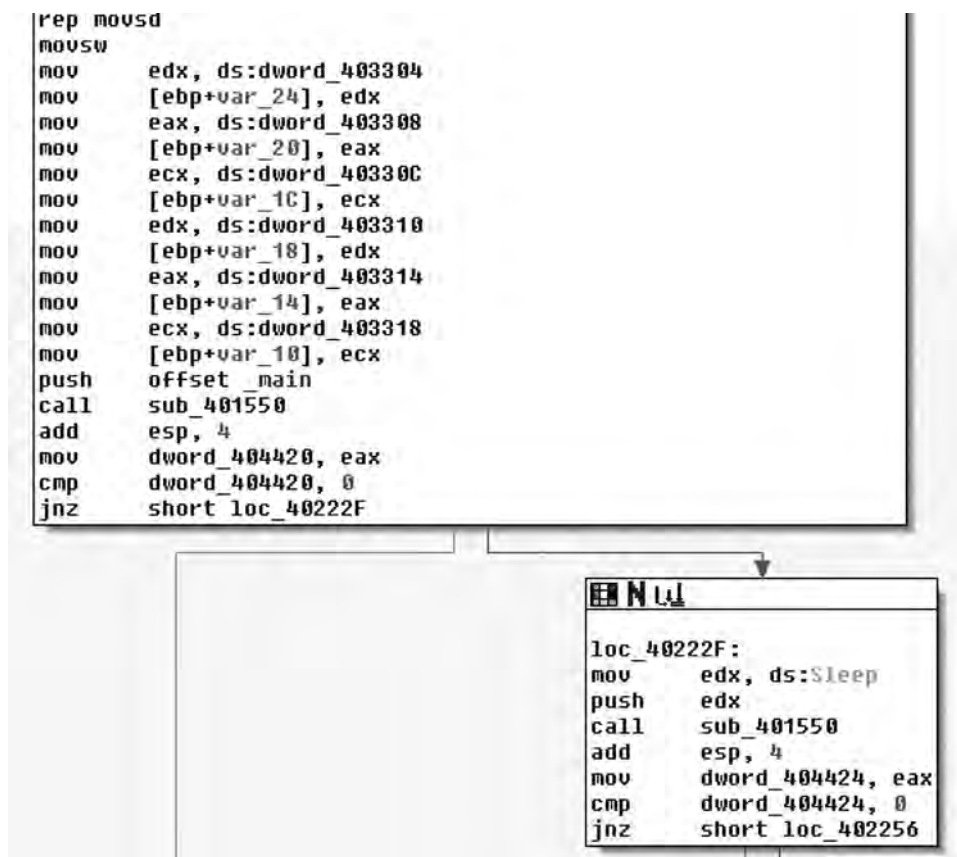 rep movsd
movsw
mov edx, ds:dword_403304
mov [ebp+var_24], edx
mov eax, ds:dword_403308
mov [ebp+var_20], eax
mov ecx, ds:dword_40330C
mov [ebp+var_1C], ecx
mov edx, ds:dword_403310
mov [ebp+var_18], edx
mov eax, ds:dword_403314
mov [ebp+var_14], eax
mov ecx, ds:dword_403318
mov [ebp+var_10], ecx
push offset _main
call sub_401550
add esp, 4
mov dword_404420, eax
cmp dword_404420, 0
jnz short loc_40222F
loc_40222F:
mov edx, ds:Sleep
push edx
call sub_401550
add esp, 4
mov dword_404424, eax
cmp dword_404424, 0
jnz short loc_402256